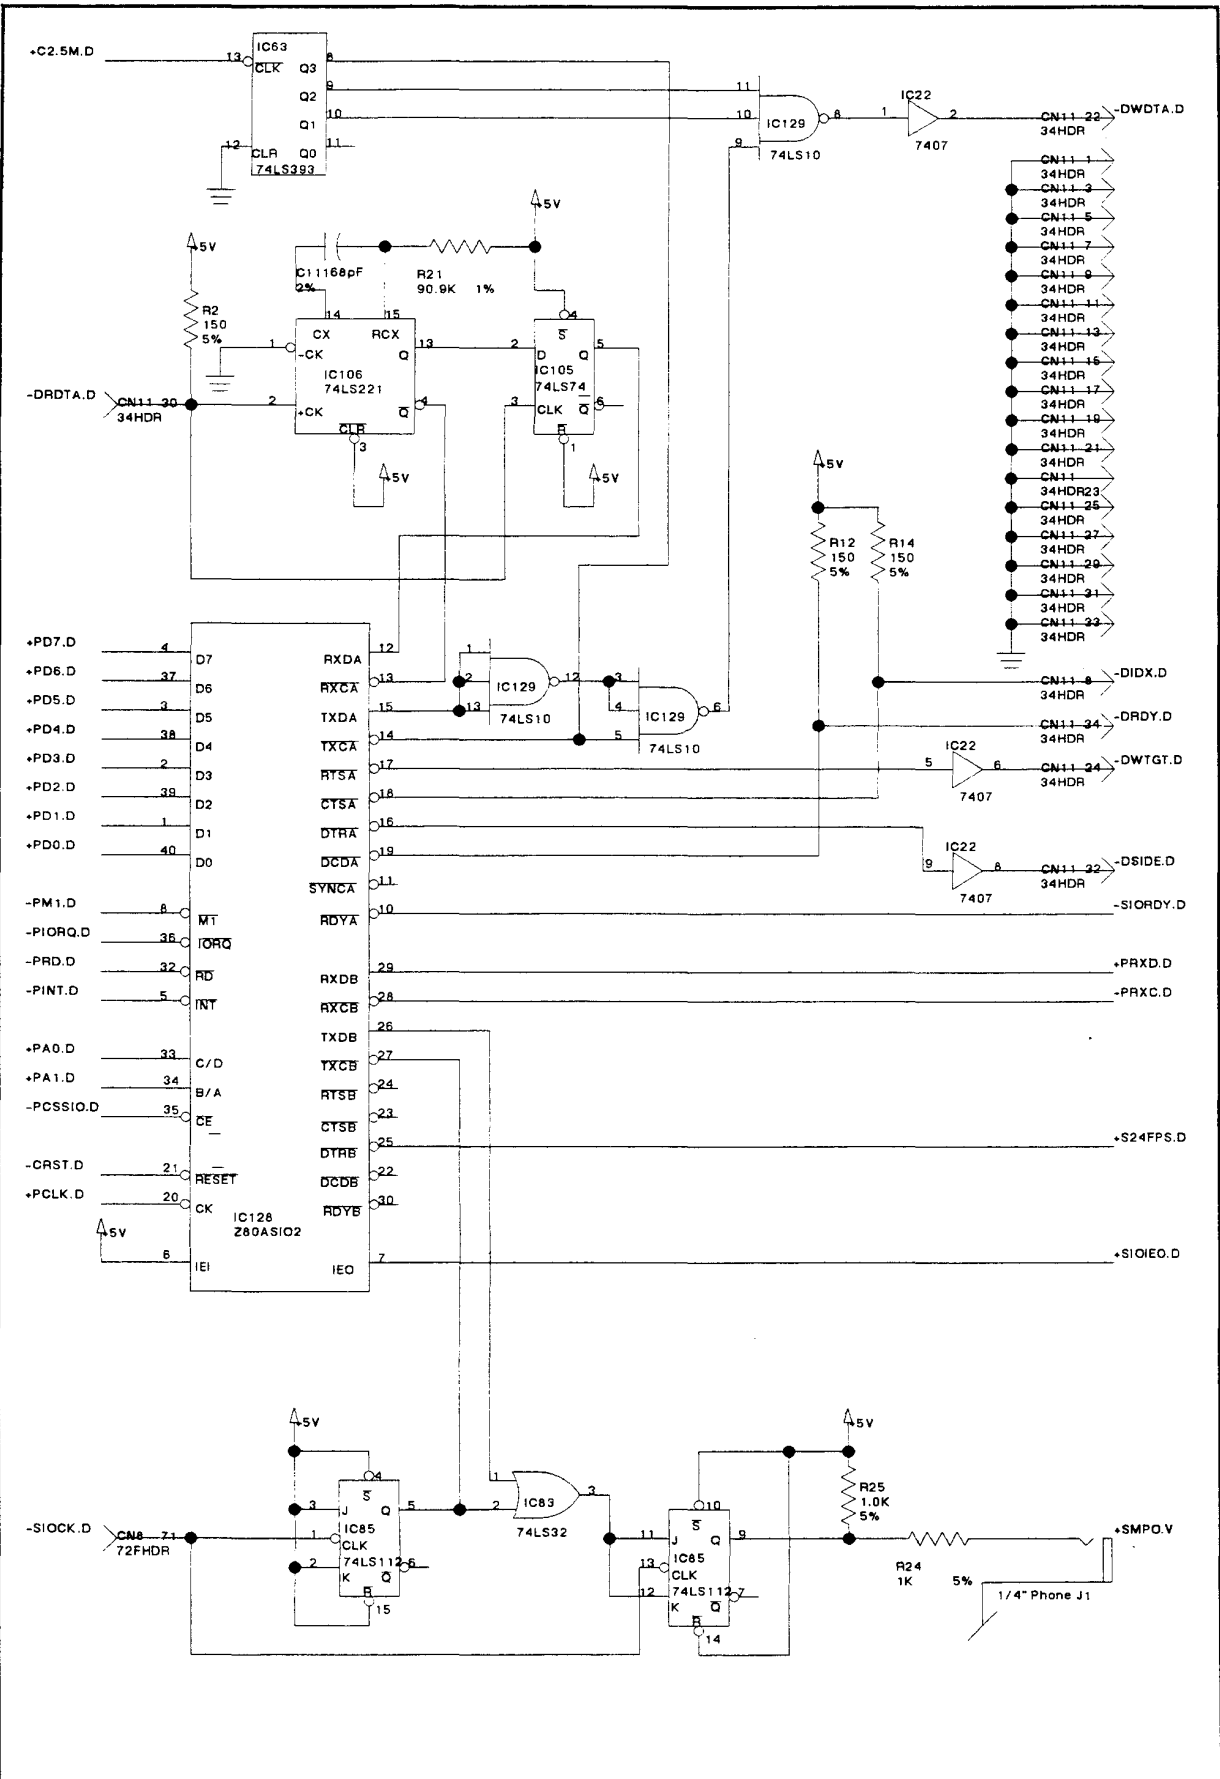 +C2.5M.D
13
IC63
CLK
Q3
8
Q2
9
Q1
10
12
CLR
Q0
11
74LS393
11
10
9
IC129
8
74LS10
1
IC22
2
7407
CN11 22
34HDR
-DWDTA.D
CN11 1
34HDR
CN11 3
34HDR
CN11 5
34HDR
CN11 7
34HDR
CN11 9
34HDR
CN11 11
34HDR
CN11 13
34HDR
CN11 15
34HDR
CN11 17
34HDR
CN11 19
34HDR
CN11 21
34HDR
CN11
34HDR23
CN11 25
34HDR
CN11 27
34HDR
CN11 29
34HDR
CN11 31
34HDR
CN11 33
34HDR
+5V
+5V
C11168pF
2%
R21
90.9K 1%
R2
150
5%
14
15
CX
RCX
1
-CK
Q
13
IC106
74LS221
2
+CK
Q
4
CLR
3
+5V
4
S
2
D
Q
5
IC105
74LS74
3
CLK
Q
6
R
1
+5V
-DRDTA.D
CN11 30
34HDR
+5V
R12
150
5%
R14
150
5%
+PD7.D
4
D7
+PD6.D
37
D6
+PD5.D
3
D5
+PD4.D
38
D4
+PD3.D
2
D3
+PD2.D
39
D2
+PD1.D
1
D1
+PD0.D
40
D0
-PM1.D
8
M1
-PIORQ.D
36
IORQ
-PRD.D
32
RD
-PINT.D
5
INT
+PA0.D
33
C/D
+PA1.D
34
B/A
-PCSSIO.D
35
CE
-CRST.D
21
RESET
+PCLK.D
20
CK
+5V
6
IEI
IC128
Z80ASIO2
RXDA
12
RXCA
13
TXDA
15
TXCA
14
RTSA
17
CTSA
18
DTRA
16
DCDA
19
SYNCA
11
RDYA
10
RXDB
29
RXCB
28
TXDB
26
TXCB
27
RTSB
24
CTSB
23
DTRB
25
DCDB
22
RDYB
30
IEO
7
1
2
13
IC129
12
74LS10
3
4
5
IC129
6
74LS10
CN11 8
34HDR
-DIDX.D
CN11 34
34HDR
-DRDY.D
5
IC22
6
7407
CN11 24
34HDR
-DWTGT.D
9
IC22
8
7407
CN11 32
34HDR
-DSIDE.D
-SIORDY.D
+PRXD.D
-PRXC.D
+S24FPS.D
+SIOIEO.D
+5V
4
S
3
J
Q
5
1
IC85
CLK
2
74LS112
6
K
Q
R
15
-SIOCK.D
CN8 71
72FHDR
1
2
IC83
3
74LS32
10
S
11
J
Q
9
13
IC85
CLK
12
74LS112
7
K
Q
R
14
+5V
R25
1.0K
5%
R24
1K 5%
+SMPO.V
1/4" Phone J1